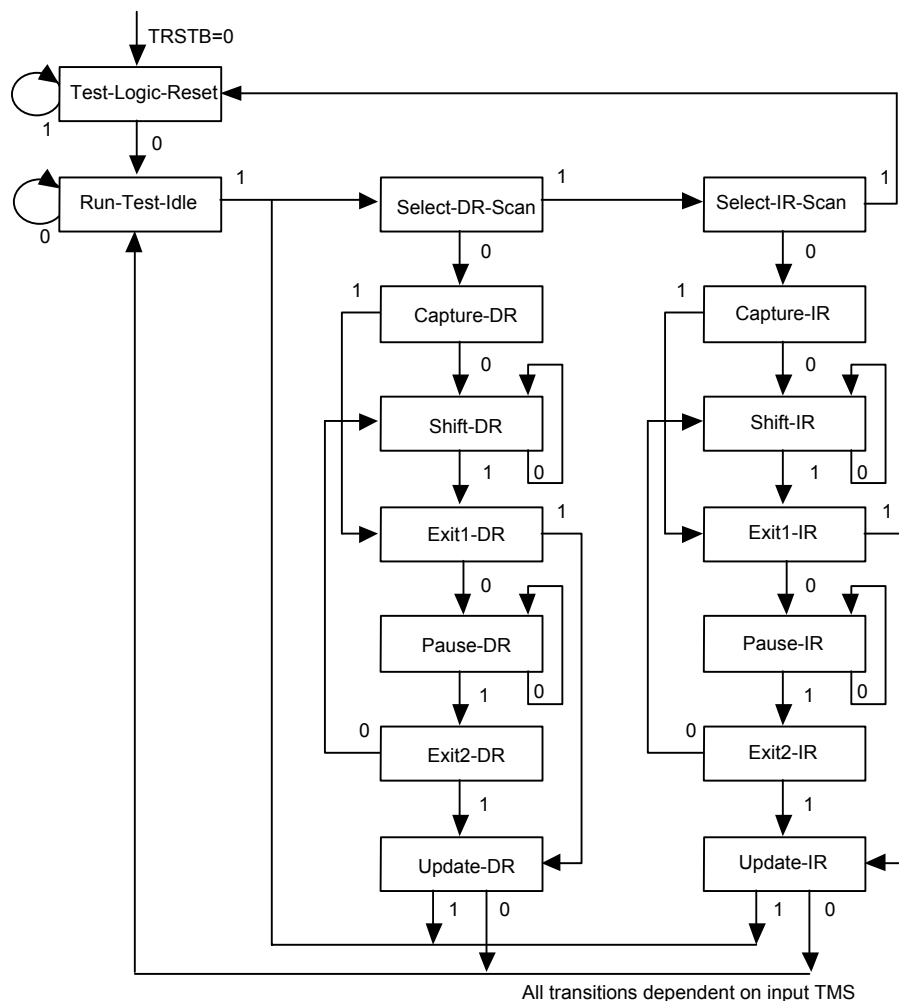 TRSTB=0
Test-Logic-Reset
1
0
Run-Test-Idle
1
0
Select-DR-Scan
1
Select-IR-Scan
1
0
0
1
Capture-DR
1
Capture-IR
0
0
Shift-DR
0
Shift-IR
0
1
1
Exit1-DR
1
Exit1-IR
1
0
0
Pause-DR
0
Pause-IR
0
1
1
0
Exit2-DR
0
Exit2-IR
1
1
Update-DR
Update-IR
1
0
1
0
All transitions dependent on input TMS